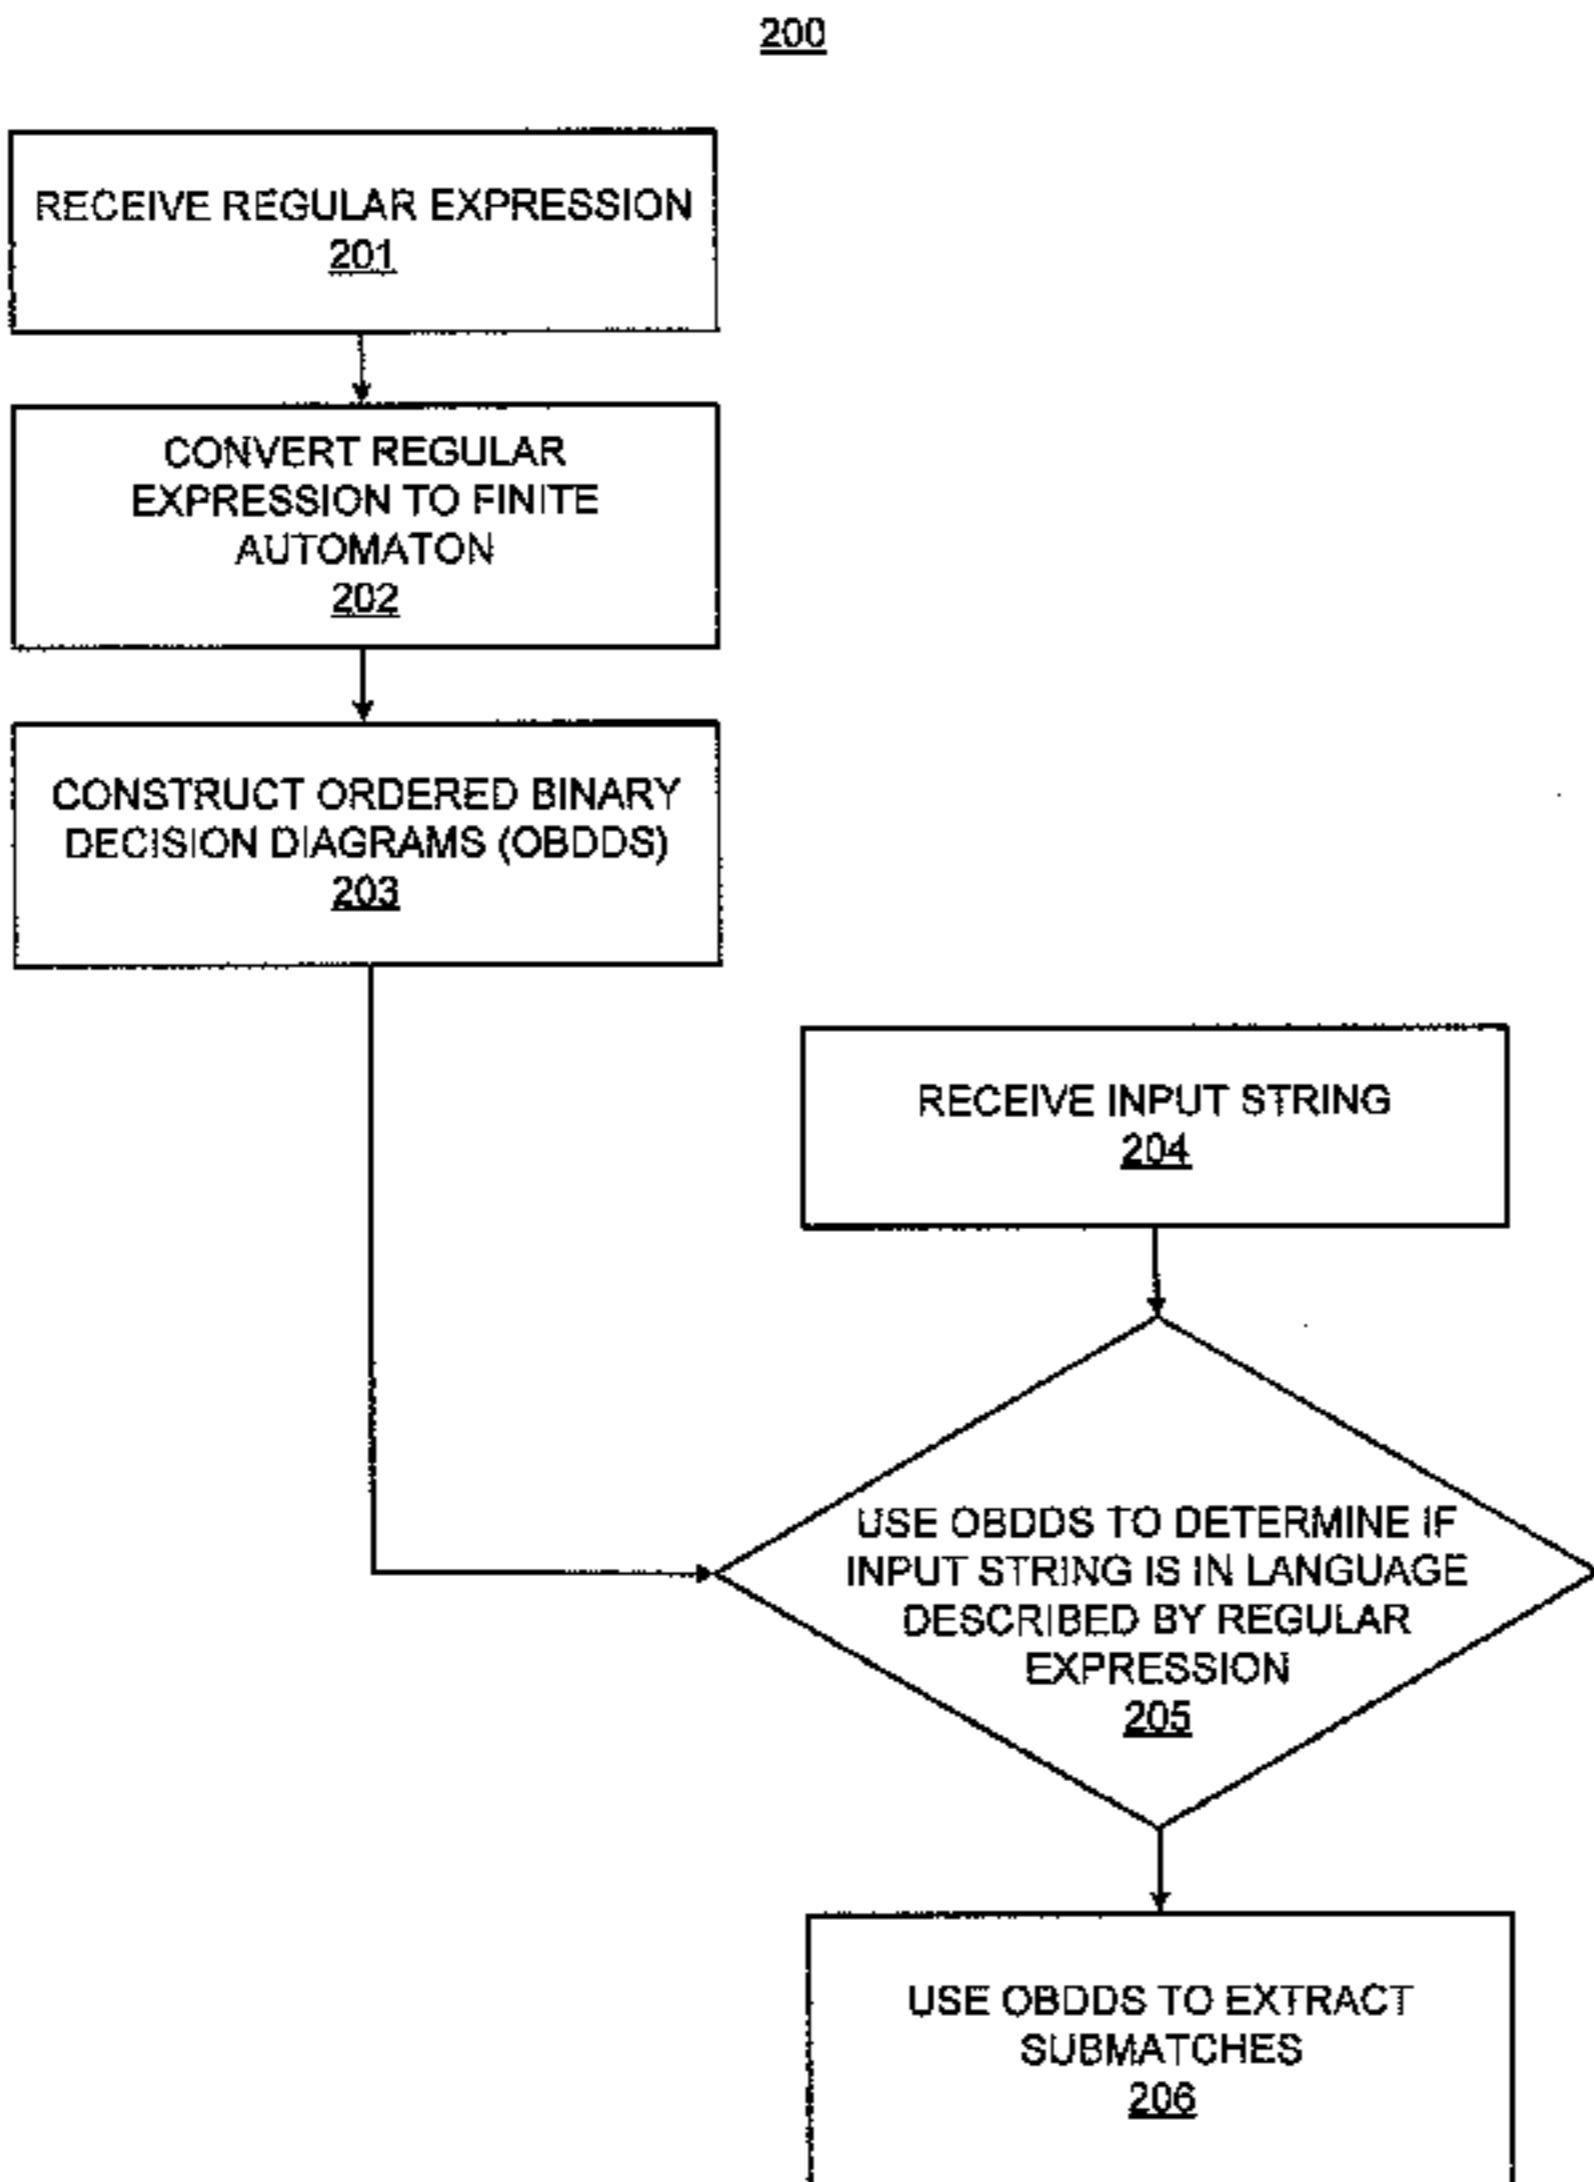 200
RECEIVE REGULAR EXPRESSION
201
CONVERT REGULAR
EXPRESSION TO FINITE
AUTOMATON
202
CONSTRUCT ORDERED BINARY
DECISION DIAGRAMS (OBDDS)
203
RECEIVE INPUT STRING
204
USE OBDDS TO DETERMINE IF
INPUT STRING IS IN LANGUAGE
DESCRIBED BY REGULAR
EXPRESSION
205
USE OBDDS TO EXTRACT
SUBMATCHES
206